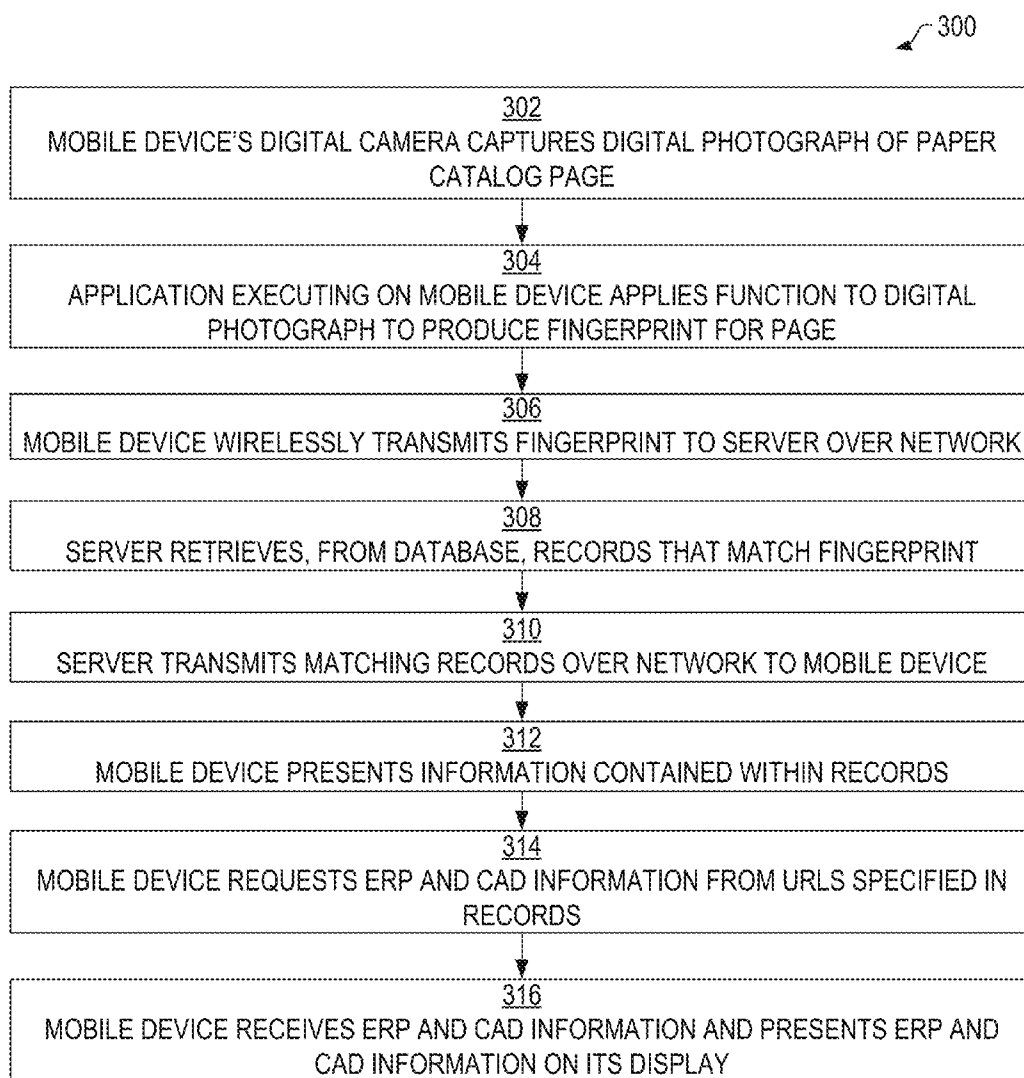 300
302
MOBILE DEVICE'S DIGITAL CAMERA CAPTURES DIGITAL PHOTOGRAPH OF PAPER
CATALOG PAGE
304
APPLICATION EXECUTING ON MOBILE DEVICE APPLIES FUNCTION TO DIGITAL
PHOTOGRAPH TO PRODUCE FINGERPRINT FOR PAGE
306
MOBILE DEVICE WIRELESSLY TRANSMITS FINGERPRINT TO SERVER OVER NETWORK
308
SERVER RETRIEVES, FROM DATABASE, RECORDS THAT MATCH FINGERPRINT
310
SERVER TRANSMITS MATCHING RECORDS OVER NETWORK TO MOBILE DEVICE
312
MOBILE DEVICE PRESENTS INFORMATION CONTAINED WITHIN RECORDS
314
MOBILE DEVICE REQUESTS ERP AND CAD INFORMATION FROM URLS SPECIFIED IN
RECORDS
316
MOBILE DEVICE RECEIVES ERP AND CAD INFORMATION AND PRESENTS ERP AND
CAD INFORMATION ON ITS DISPLAY